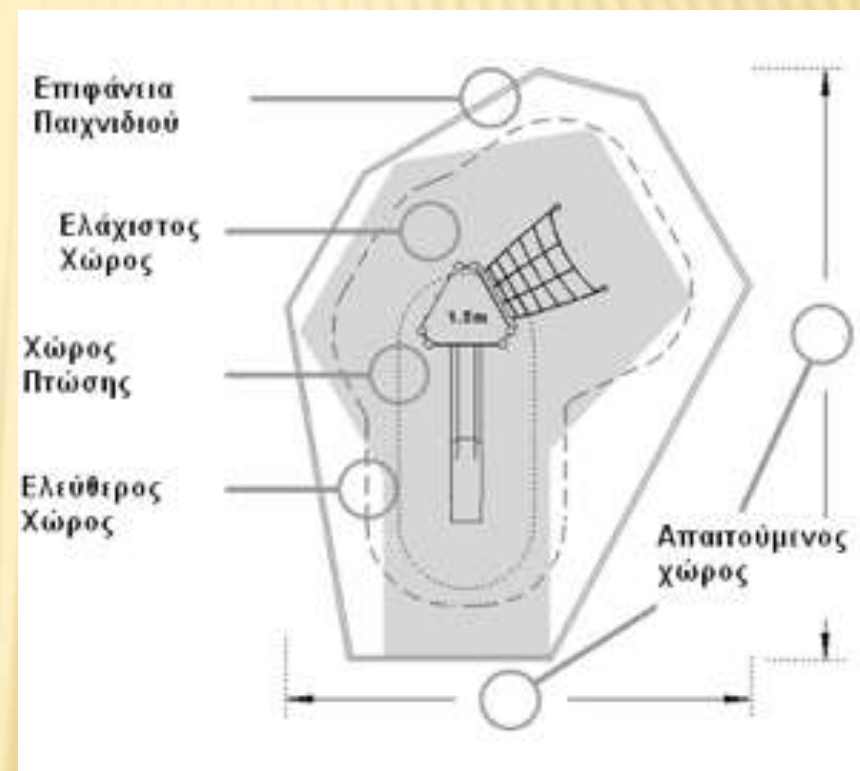 Επιφάνεια
Παιχνιδιού
Ελάχιστος
Χώρος
1.5m
Χώρος
Πτώσης
Ελεύθερος
Χώρος
Απαιτούμενος
χώρος